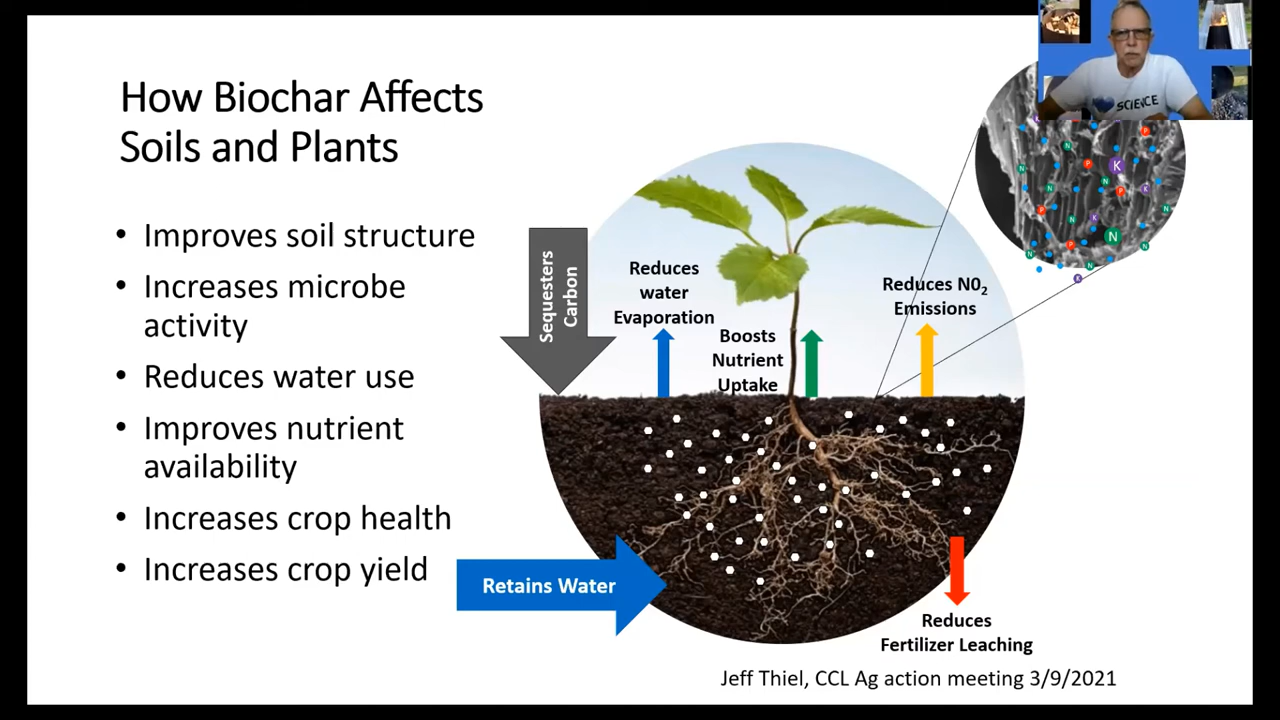 How Biochar Affects
Soils and Plants
• Improves soil structure
• Increases microbe
activity
• Reduces water use
• Improves nutrient
availability
• Increases crop health
• Increases crop yield
Sequesters
Carbon
Reduces
water
Evaporation
Boosts
Nutrient
Uptake
Reduces N0₂
Emissions
Retains Water
Reduces
Fertilizer Leaching
SCIENCE
N
P
K
N
P
K
N
P
N
N
P
K
N
N
P
N
N
N
K
Jeff Thiel, CCL Ag action meeting 3/9/2021